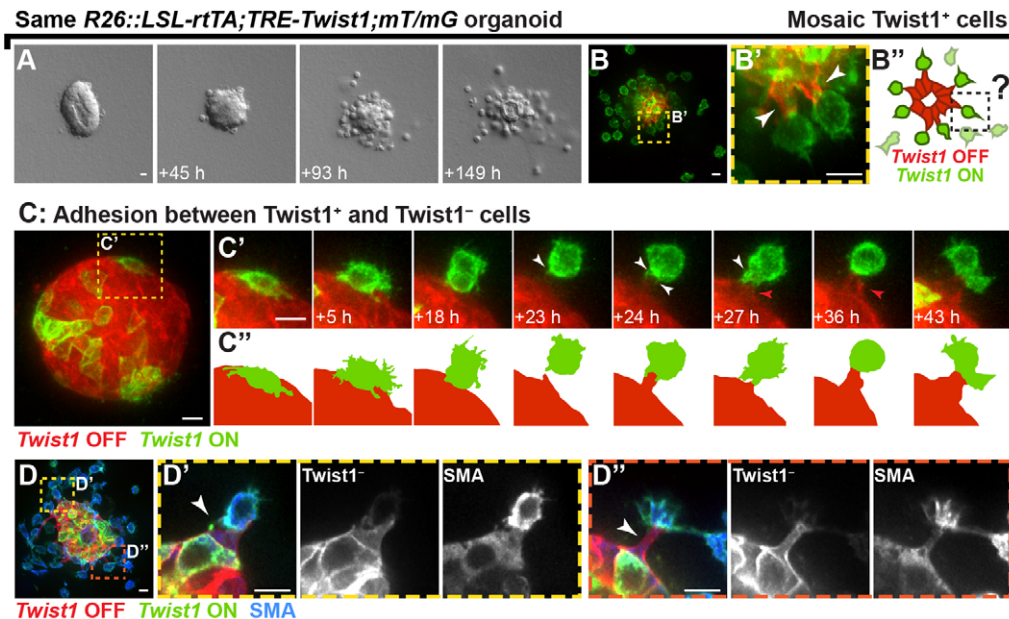 Same R26::LSL-rtTA;TRE-Twist1;mT/mG organoid
Mosaic Twist1⁺ cells
A
+45 h
+93 h
+149 h
B
B'
B'
B''
?
Twist1 OFF
Twist1 ON
C: Adhesion between Twist1⁺ and Twist1⁻ cells
C'
C'
+5 h
+18 h
+23 h
+24 h
+27 h
+36 h
+43 h
C''
Twist1 OFF Twist1 ON
D
D'
D''
D'
Twist1⁻
SMA
D''
Twist1⁻
SMA
Twist1 OFF Twist1 ON SMA